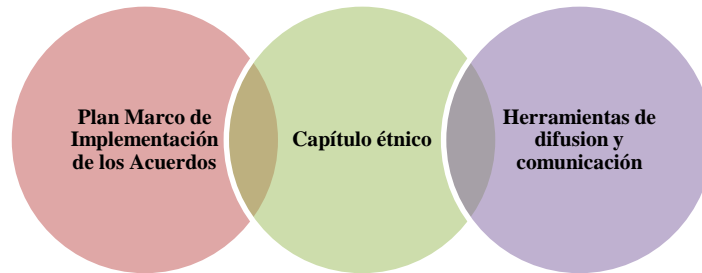 Plan Marco de
Implementación
de los Acuerdos
Capítulo étnico
Herramientas de
difusion y
comunicación